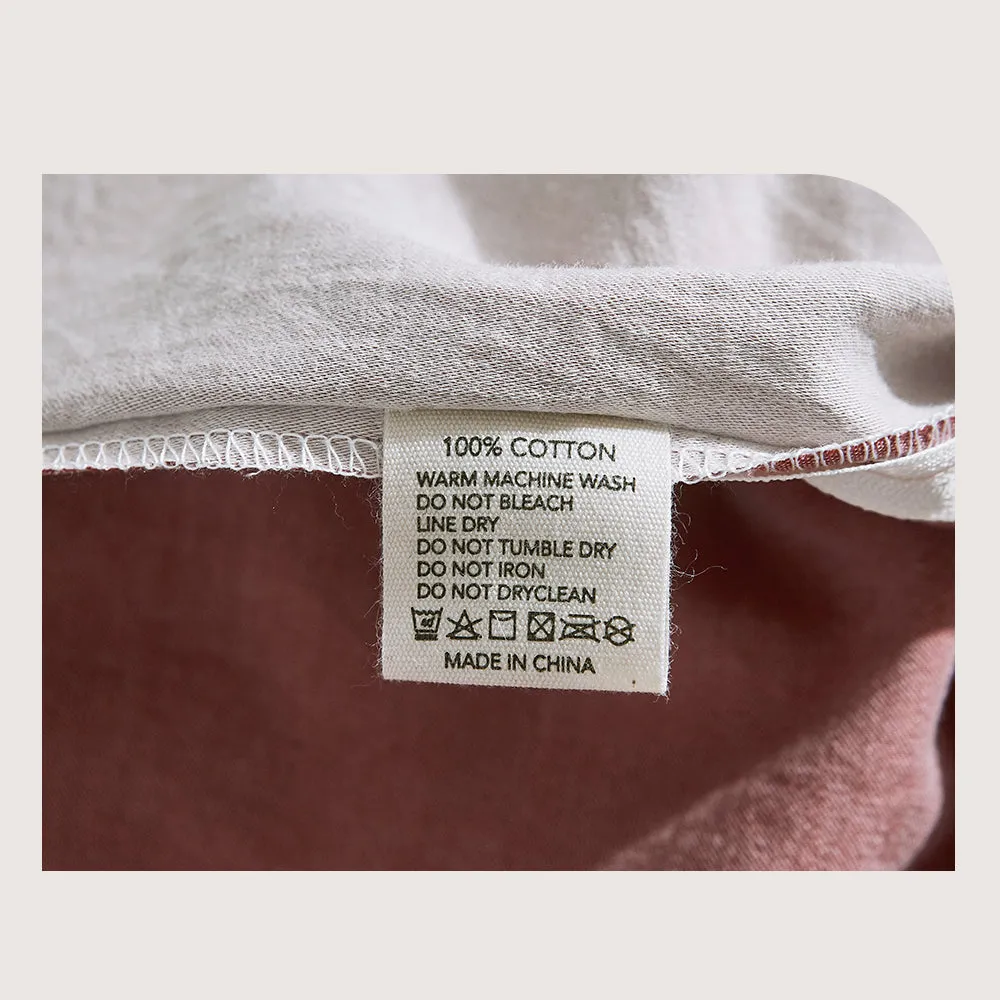 100% COTTON
WARM MACHINE WASH
DO NOT BLEACH
LINE DRY
DO NOT TUMBLE DRY
DO NOT IRON
DO NOT DRYCLEAN
MADE IN CHINA